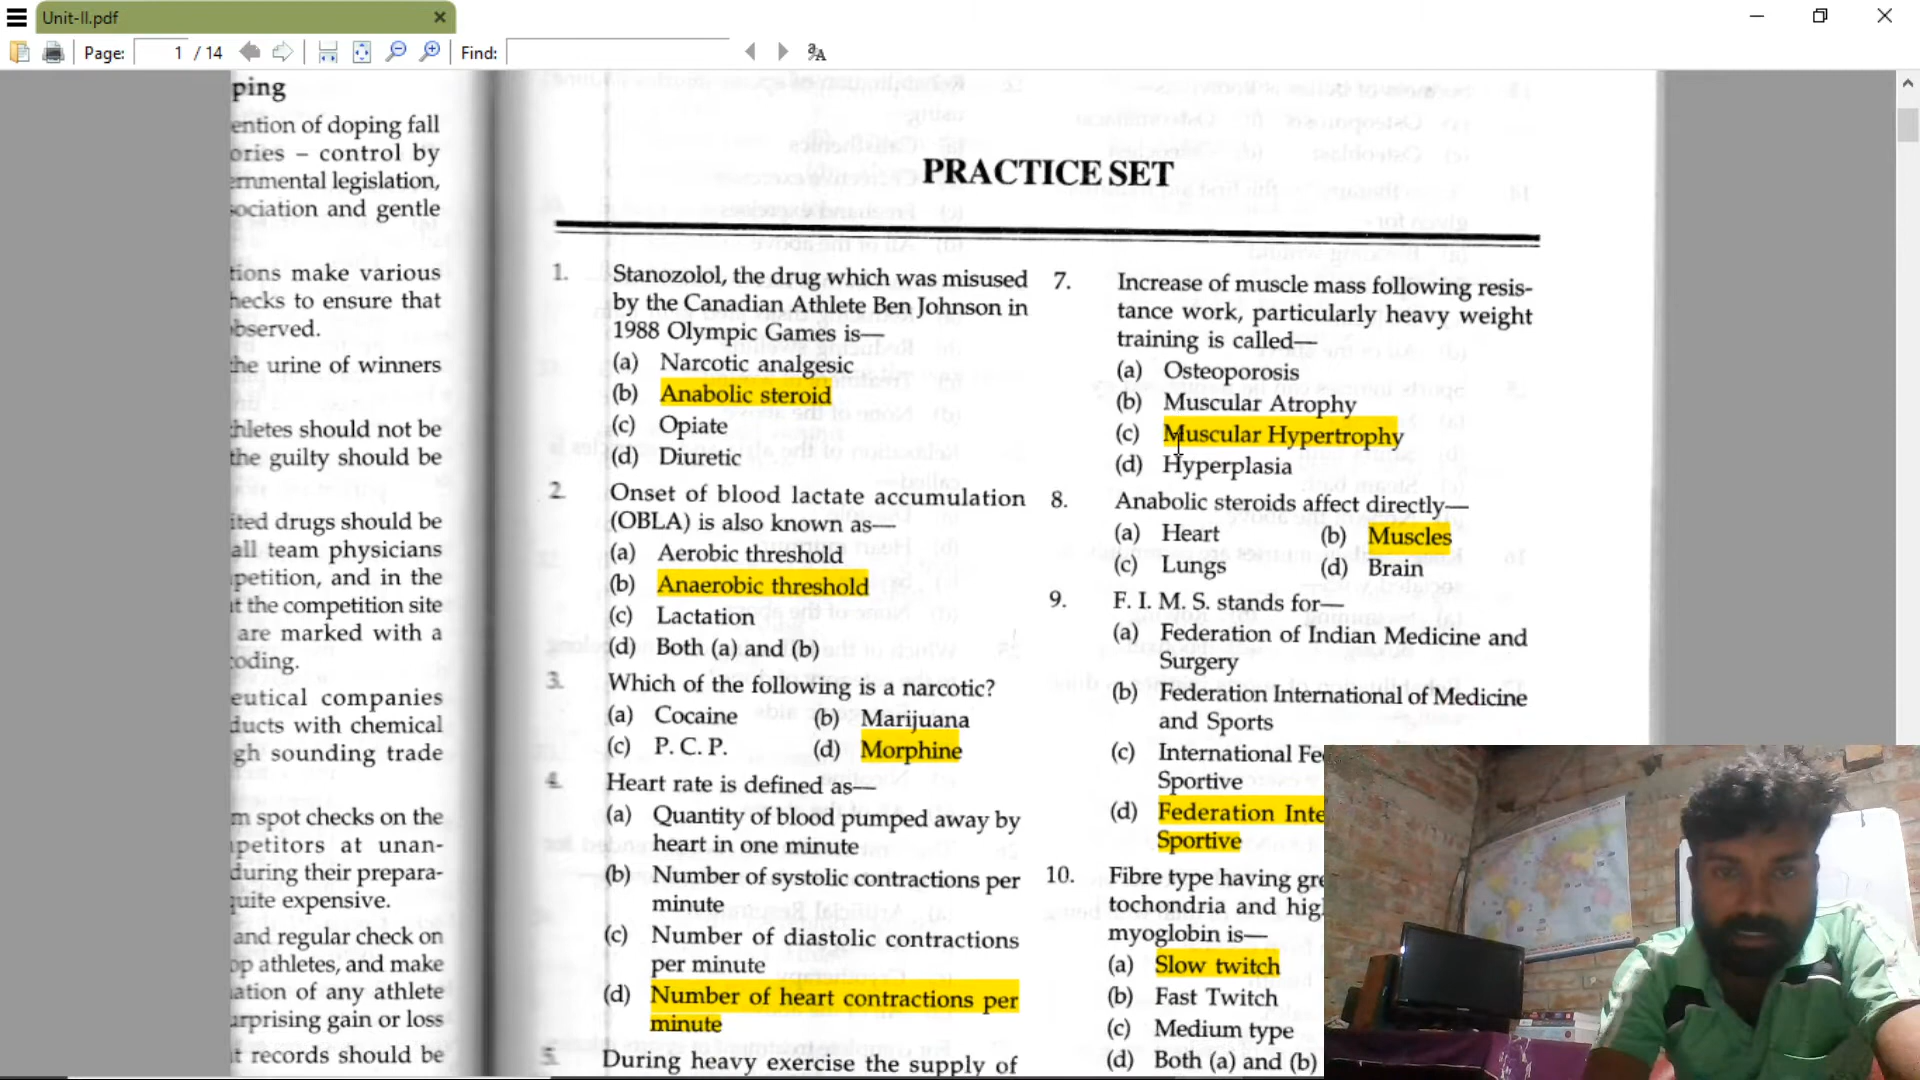 Unit-II.pdf
Page: 1 / 14 Find:
ping
ention of doping fall
ories – control by
ernmental legislation,
sociation and gentle
tions make various
hecks to ensure that
observed.
the urine of winners
hletes should not be
the guilty should be
ited drugs should be
all team physicians
petition, and in the
at the competition site
are marked with a
coding.
eutical companies
ducts with chemical
gh sounding trade
m spot checks on the
petitors at unan-
during their prepara-
quite expensive.
and regular check on
op athletes, and make
ation of any athlete
urprising gain or loss
t records should be
PRACTICE SET
1. Stanozolol, the drug which was misused
by the Canadian Athlete Ben Johnson in
1988 Olympic Games is—
(a) Narcotic analgesic
(b) Anabolic steroid
(c) Opiate
(d) Diuretic
2 Onset of blood lactate accumulation
(OBLA) is also known as—
(a) Aerobic threshold
(b) Anaerobic threshold
(c) Lactation
(d) Both (a) and (b)
3. Which of the following is a narcotic?
(a) Cocaine (b) Marijuana
(c) P. C. P. (d) Morphine
4. Heart rate is defined as—
(a) Quantity of blood pumped away by
heart in one minute
(b) Number of systolic contractions per
minute
(c) Number of diastolic contractions
per minute
(d) Number of heart contractions per
minute
5. During heavy exercise the supply of
7. Increase of muscle mass following resis-
tance work, particularly heavy weight
training is called—
(a) Osteoporosis
(b) Muscular Atrophy
(c) Muscular Hypertrophy
(d) Hyperplasia
8. Anabolic steroids affect directly—
(a) Heart (b) Muscles
(c) Lungs (d) Brain
9. F. I. M. S. stands for—
(a) Federation of Indian Medicine and
Surgery
(b) Federation International of Medicine
and Sports
(c) International Fe
Sportive
(d) Federation Inte
Sportive
10. Fibre type having gre
tochondria and hig
myoglobin is—
(a) Slow twitch
(b) Fast Twitch
(c) Medium type
(d) Both (a) and (b)